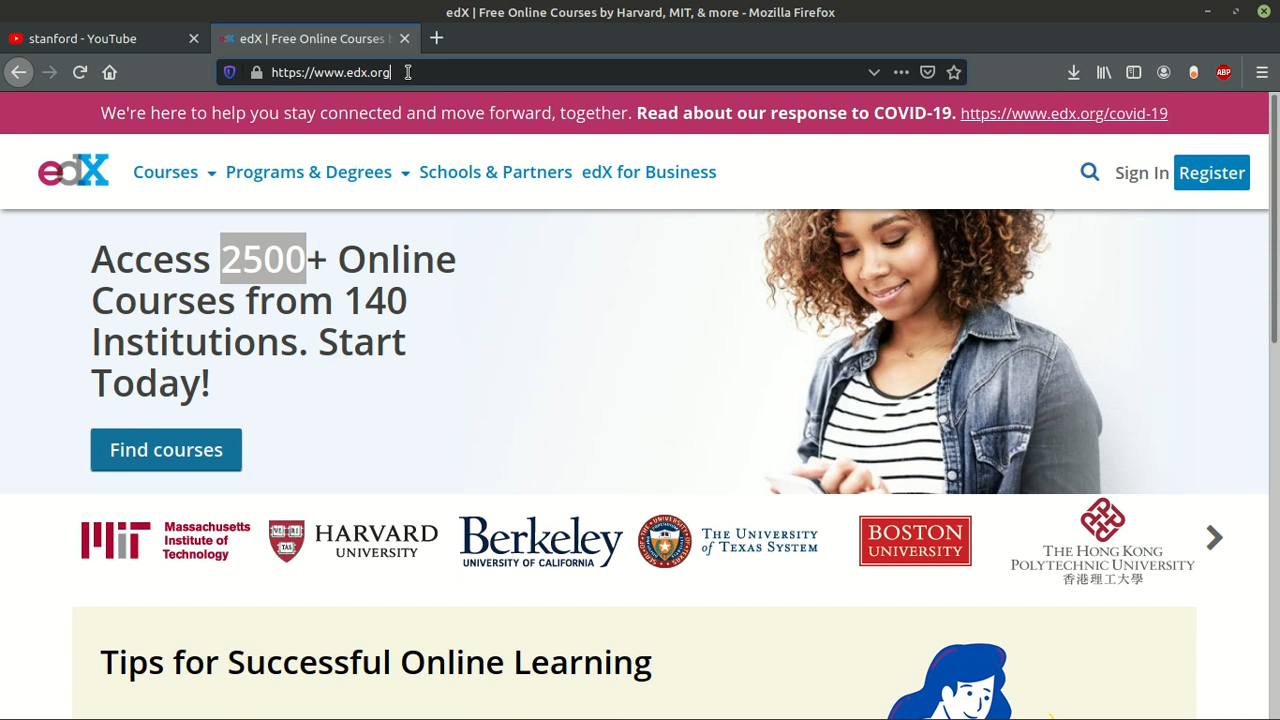 edX | Free Online Courses by Harvard, MIT, & more - Mozilla Firefox
stanford - YouTube
edX | Free Online Courses
https://www.edx.org
ABP
We're here to help you stay connected and move forward, together. Read about our response to COVID-19. https://www.edx.org/covid-19
edX Courses Programs & Degrees Schools & Partners edX for Business Sign In Register
Access 2500+ Online
Courses from 140
Institutions. Start
Today!
Find courses
MIT Massachusetts
Institute of
Technology
VE RI TAS HARVARD
UNIVERSITY
Berkeley
UNIVERSITY OF CALIFORNIA
THE UNIVERSITY
of TEXAS SYSTEM
BOSTON
UNIVERSITY
THE HONG KONG
POLYTECHNIC UNIVERSITY
香港理工大學
Tips for Successful Online Learning